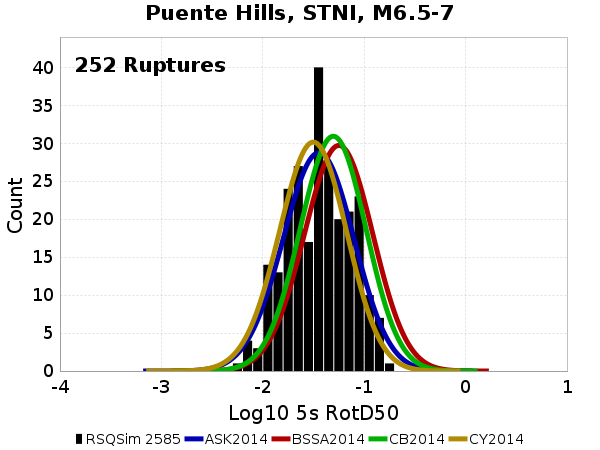 Puente Hills, STNI, M6.5-7
252 Ruptures
Count
40
35
30
25
20
15
10
5
0
-4 -3 -2 -1 0 1
Log10 5s RotD50
RSQSim 2585 ASK2014 BSSA2014 CB2014 CY2014